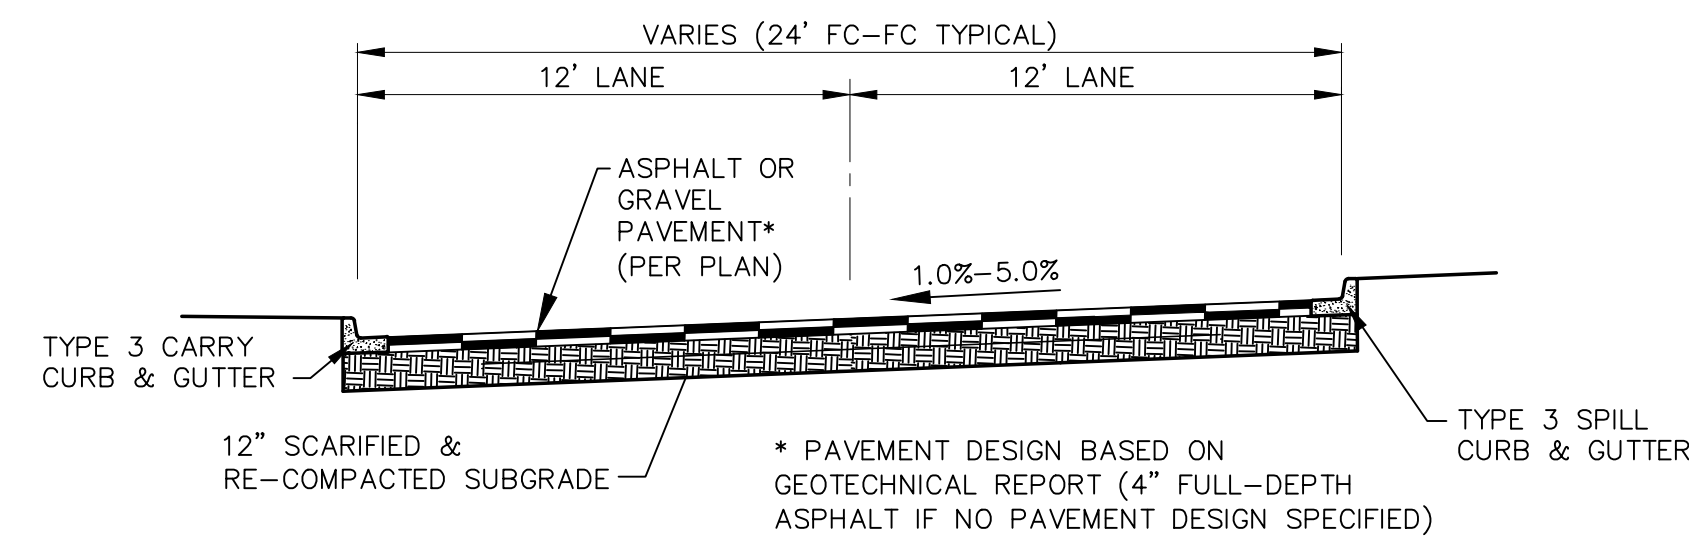 VARIES (24' FC-FC TYPICAL)
12' LANE
12' LANE
ASPHALT OR
GRAVEL
PAVEMENT*
(PER PLAN)
1.0%-5.0%
TYPE 3 CARRY
CURB & GUTTER
12" SCARIFIED &
RE-COMPACTED SUBGRADE
TYPE 3 SPILL
CURB & GUTTER
* PAVEMENT DESIGN BASED ON
GEOTECHNICAL REPORT (4" FULL-DEPTH
ASPHALT IF NO PAVEMENT DESIGN SPECIFIED)